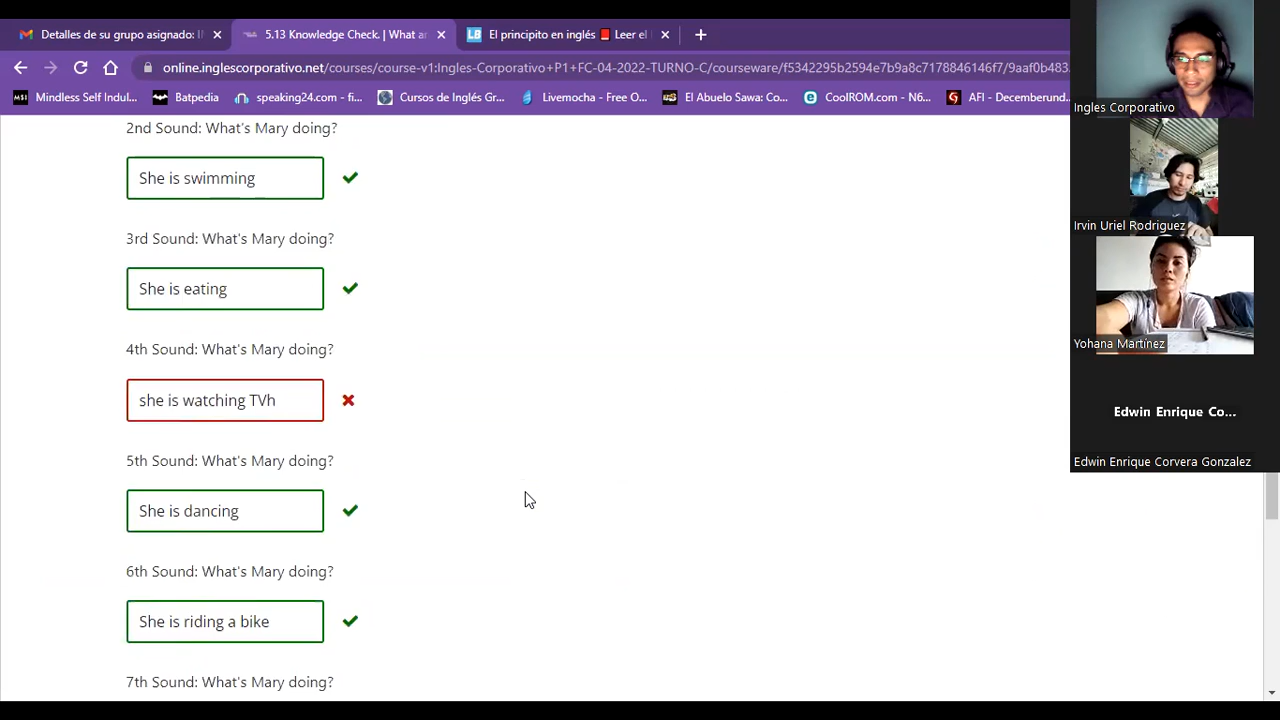 Detalles de su grupo asignado: II
5.13 Knowledge Check. | What ar
El principito en inglés 📕 Leer el
online.inglescorporativo.net/courses/course-v1:Ingles-Corporativo+P1+FC-04-2022-TURNO-C/courseware/f5342295b2594e7b9a8c7178846146f7/9aaf0b483
Mindless Self Indul...
Batpedia
speaking24.com - fi...
Cursos de Inglés Gr...
Livemocha - Free O...
El Abuelo Sawa: Co...
CoolROM.com - N6...
AFI - Decemberund...
2nd Sound: What's Mary doing?
She is swimming
3rd Sound: What's Mary doing?
She is eating
4th Sound: What's Mary doing?
she is watching TVh
5th Sound: What's Mary doing?
She is dancing
6th Sound: What's Mary doing?
She is riding a bike
7th Sound: What's Mary doing?
Ingles Corporativo
Irvin Uriel Rodriguez
Yohana Martínez
Edwin Enrique Co...
Edwin Enrique Corvera Gonzalez